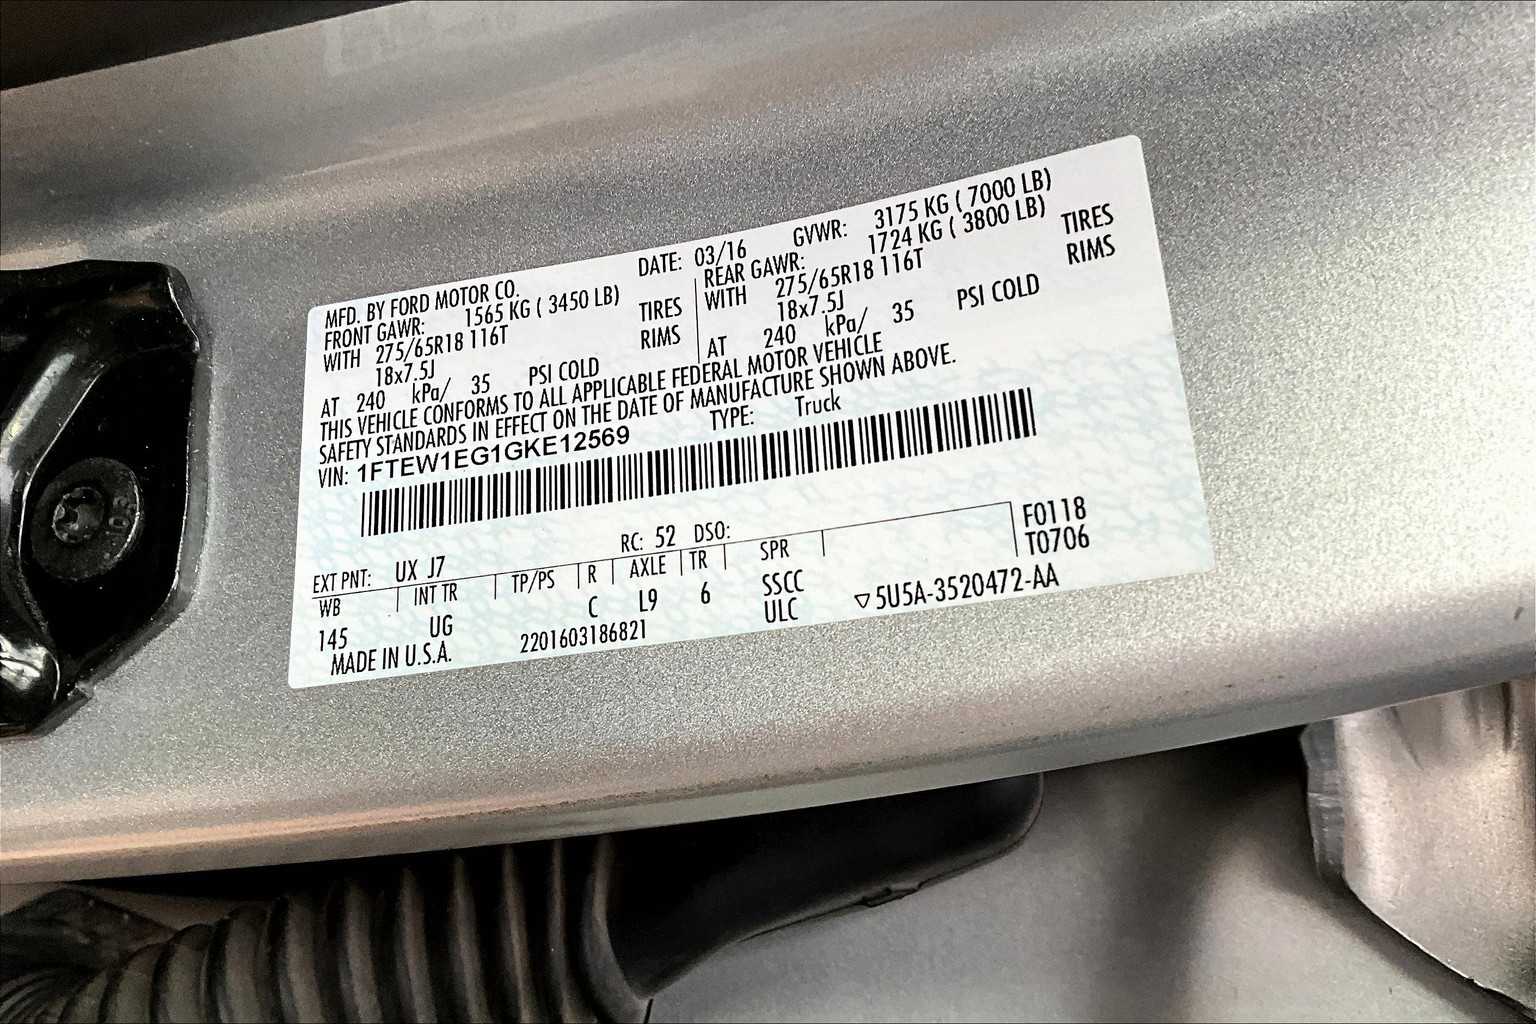 MFD. BY FORD MOTOR CO.
DATE: 03/16 GVWR: 3175 KG ( 7000 LB)
FRONT GAWR: 1565 KG ( 3450 LB)
WITH 275/65R18 116T TIRES
18x7.5J RIMS
AT 240 kPa/ 35 PSI COLD
REAR GAWR: 1724 KG ( 3800 LB)
WITH 275/65R18 116T TIRES
18x7.5J RIMS
AT 240 kPa/ 35 PSI COLD
THIS VEHICLE CONFORMS TO ALL APPLICABLE FEDERAL MOTOR VEHICLE
SAFETY STANDARDS IN EFFECT ON THE DATE OF MANUFACTURE SHOWN ABOVE.
VIN: 1FTEW1EG1GKE12569 TYPE: Truck
F0118
T0706
EXT PNT: UX J7 RC: 52 DSO:
WB INT TR TP/PS R AXLE TR SPR
145 UG C L9 6 SSCC
ULC
MADE IN U.S.A. 2201603186821
▽5U5A-3520472-AA